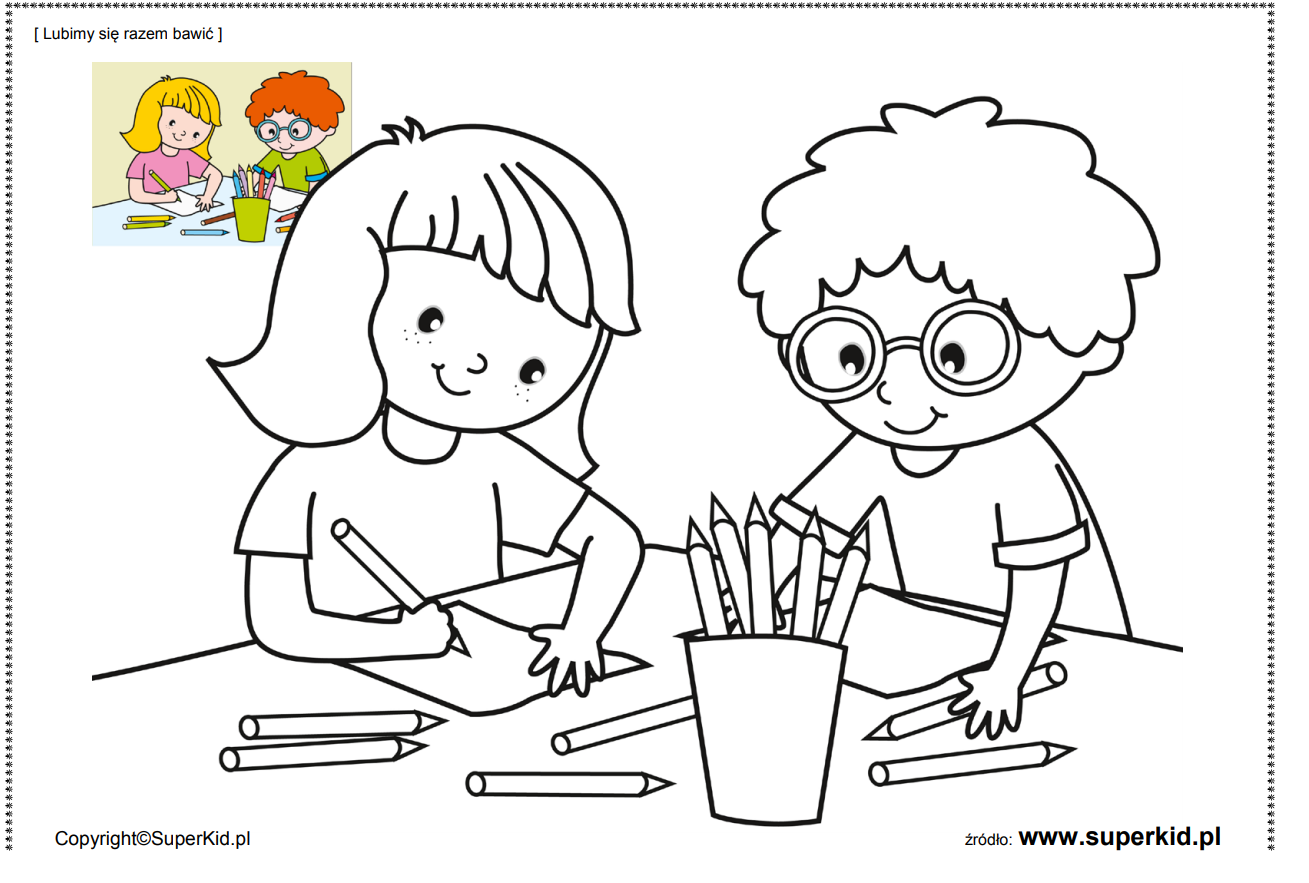 [ Lubimy się razem bawić ]
Copyright©SuperKid.pl
źródło: www.superkid.pl